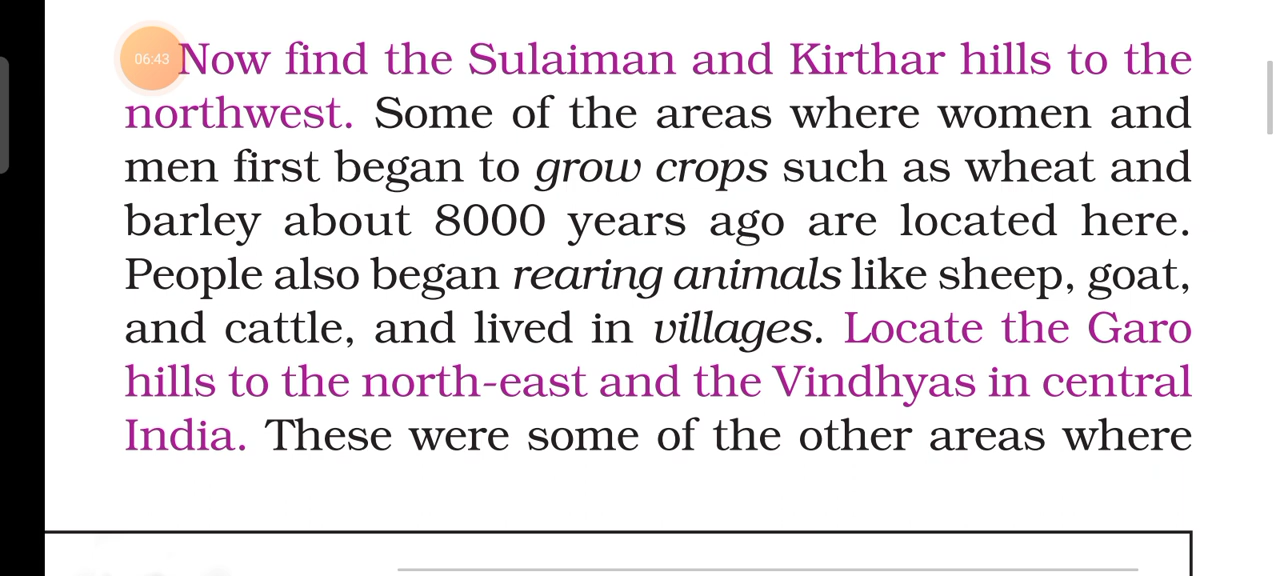 06:43
Now find the Sulaiman and Kirthar hills to the
northwest. Some of the areas where women and
men first began to grow crops such as wheat and
barley about 8000 years ago are located here.
People also began rearing animals like sheep, goat,
and cattle, and lived in villages. Locate the Garo
hills to the north-east and the Vindhyas in central
India. These were some of the other areas where